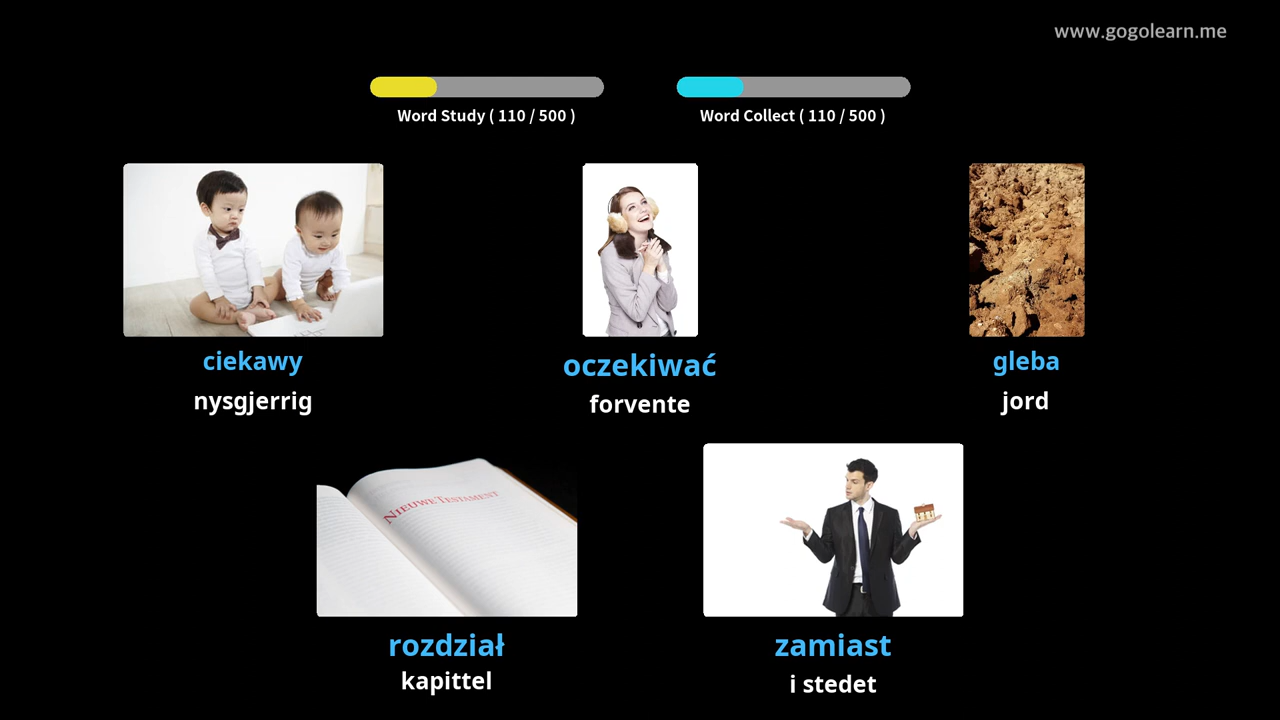 www.gogolearn.me
Word Study ( 110 / 500 )
Word Collect ( 110 / 500 )
ciekawy
nysgjerrig
oczekiwać
forvente
gleba
jord
NIEUWE TESTAMENT
rozdział
kapittel
zamiast
i stedet